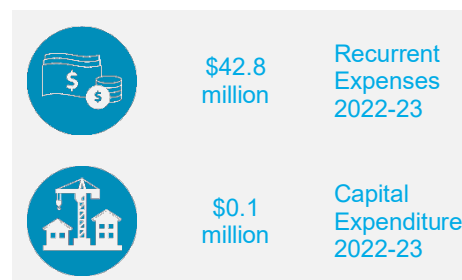 $42.8
million
Recurrent
Expenses
2022-23
$0.1
million
Capital
Expenditure
2022-23